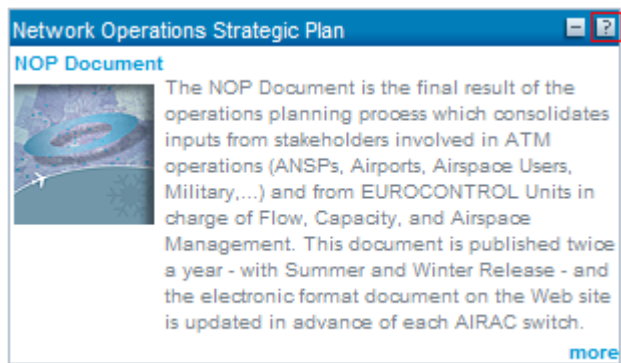 Network Operations Strategic Plan
NOP Document
The NOP Document is the final result of the
operations planning process which consolidates
inputs from stakeholders involved in ATM
operations (ANSPs, Airports, Airspace Users,
Military,...) and from EUROCONTROL Units in
charge of Flow, Capacity, and Airspace
Management. This document is published twice
a year - with Summer and Winter Release - and
the electronic format document on the Web site
is updated in advance of each AIRAC switch.
more